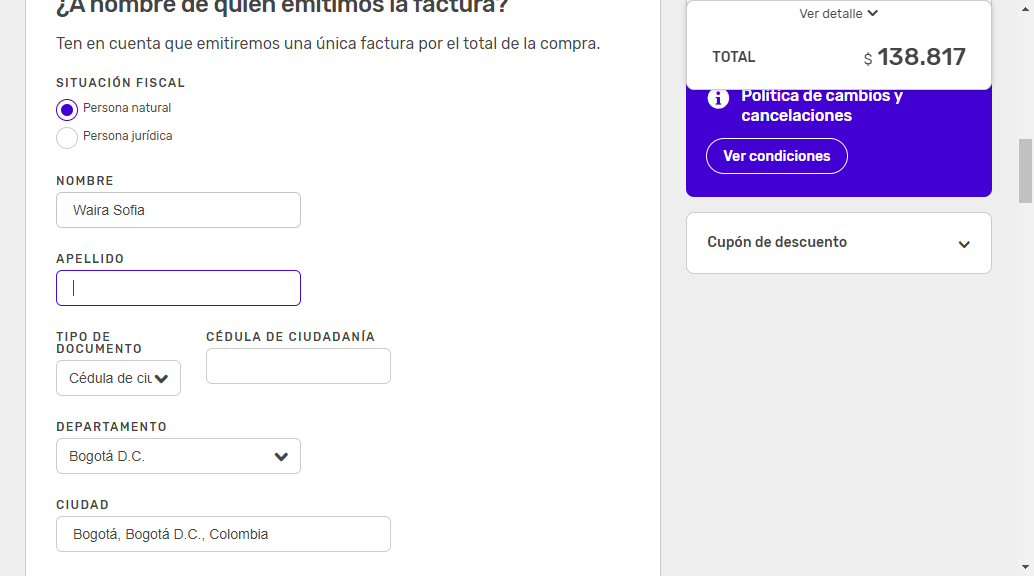 ¿A nombre de quien emitimos la factura?
Ten en cuenta que emitiremos una única factura por el total de la compra.
SITUACIÓN FISCAL
Persona natural
Persona jurídica
NOMBRE
Waira Sofia
APELLIDO
TIPO DE
DOCUMENTO
CÉDULA DE CIUDADANÍA
Cédula de ciu
DEPARTAMENTO
Bogotá D.C.
CIUDAD
Bogotá, Bogotá D.C., Colombia
Ver detalle
TOTAL
$ 138.817
Política de cambios y
cancelaciones
Ver condiciones
Cupón de descuento